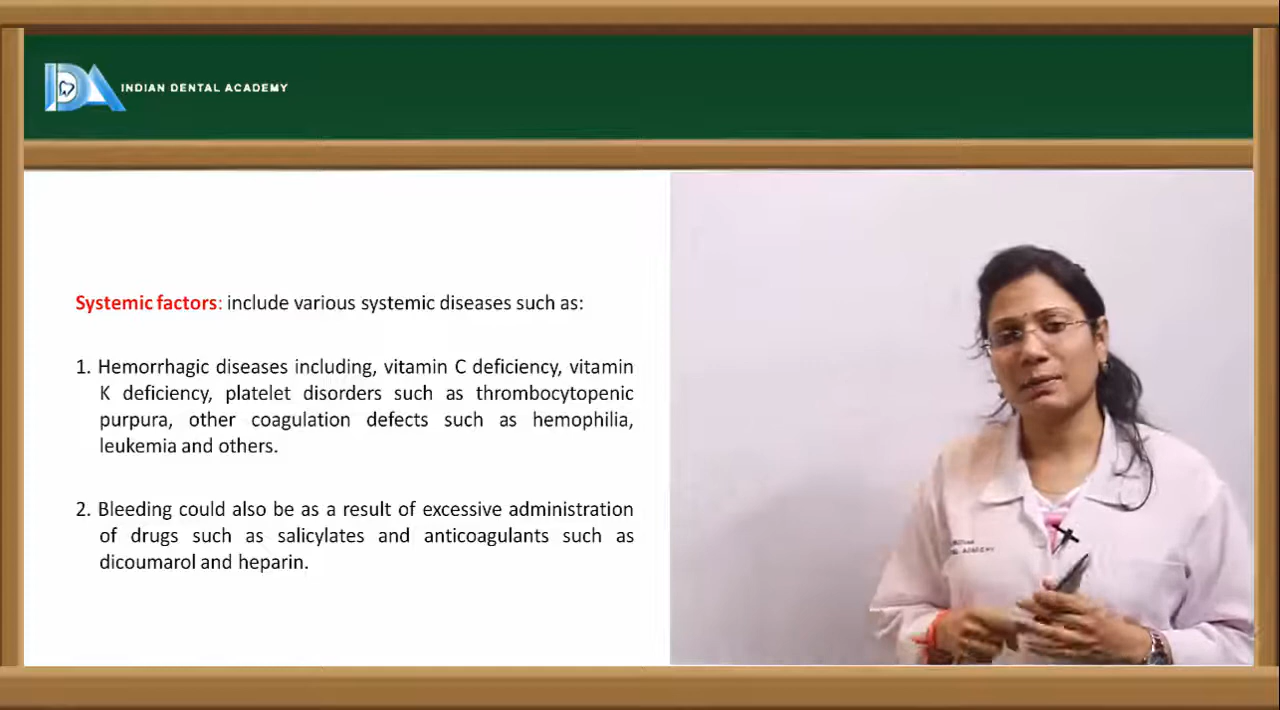 INDIAN DENTAL ACADEMY
Systemic factors: include various systemic diseases such as:
1. Hemorrhagic diseases including, vitamin C deficiency, vitamin
K deficiency, platelet disorders such as thrombocytopenic
purpura, other coagulation defects such as hemophilia,
leukemia and others.
2. Bleeding could also be as a result of excessive administration
of drugs such as salicylates and anticoagulants such as
dicoumarol and heparin.